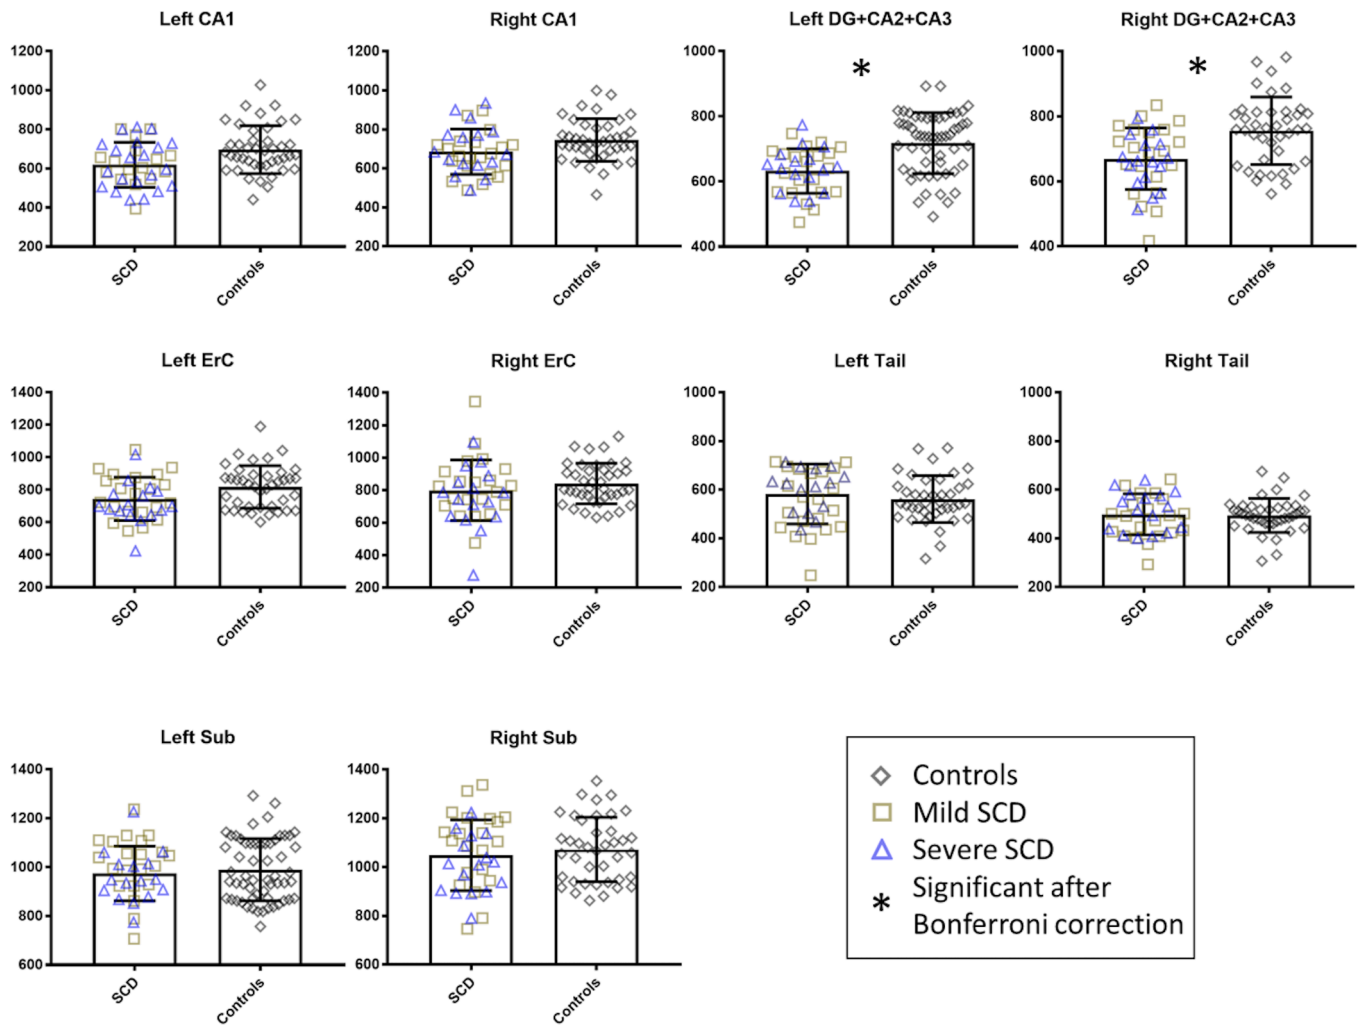 Left CA1
1200
1000
800
600
400
200
SCD
Controls
Right CA1
1200
1000
800
600
400
200
SCD
Controls
Left DG+CA2+CA3
1000
800
600
400
*
SCD
Controls
Right DG+CA2+CA3
1000
800
600
400
*
SCD
Controls
Left ErC
1400
1200
1000
800
600
400
200
SCD
Controls
Right ErC
1400
1200
1000
800
600
400
200
SCD
Controls
Left Tail
1000
800
600
400
200
SCD
Controls
Right Tail
1000
800
600
400
200
SCD
Controls
Left Sub
1400
1200
1000
800
600
SCD
Controls
Right Sub
1400
1200
1000
800
600
SCD
Controls
Controls
Mild SCD
Severe SCD
* Significant after
Bonferroni correction